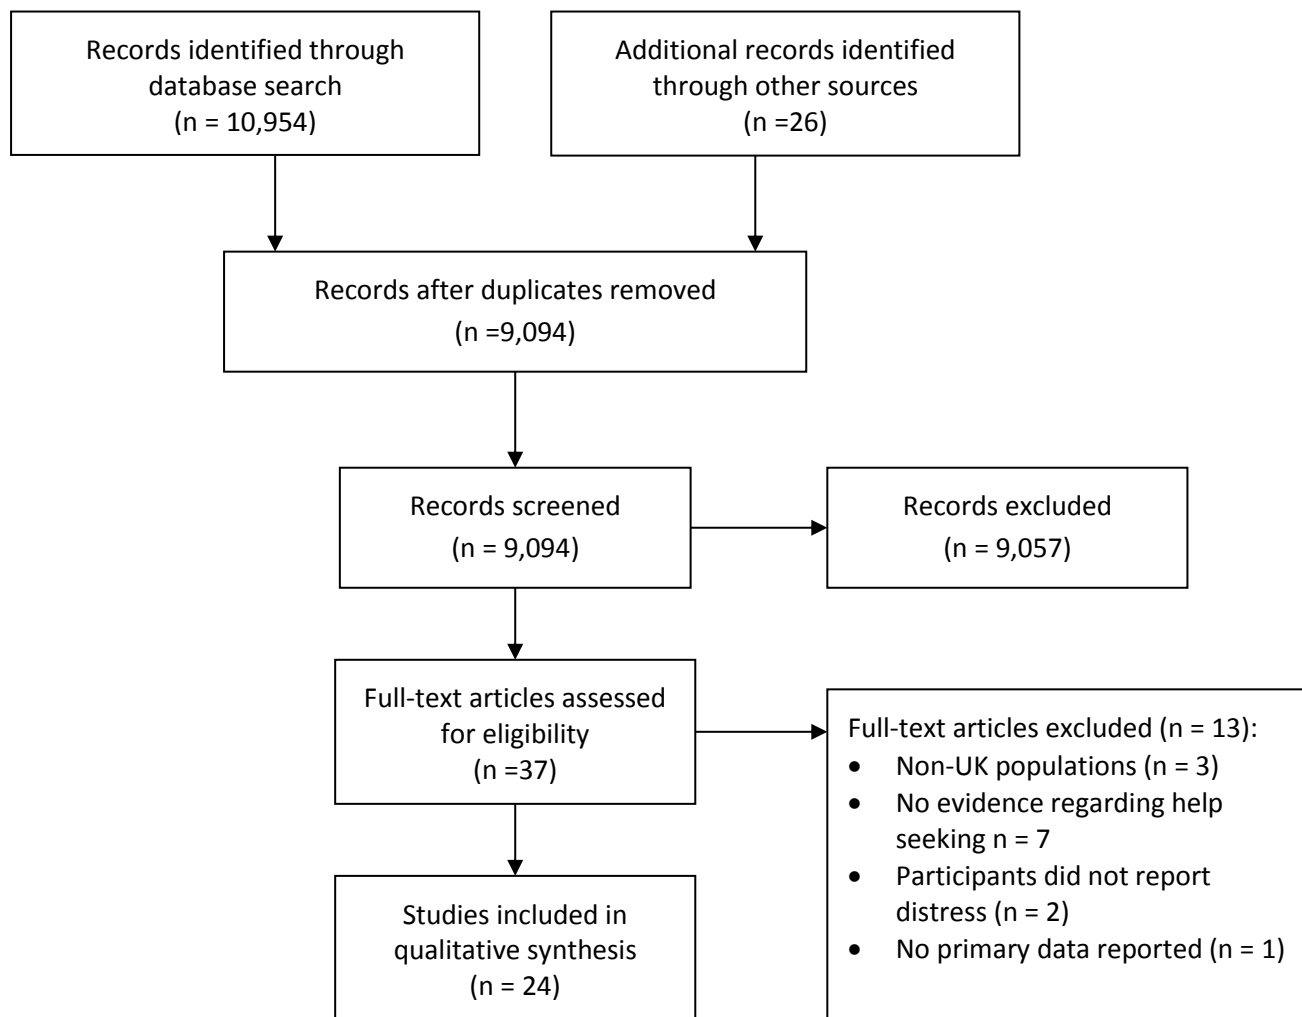 Records identified through
database search
(n = 10,954)
Additional records identified
through other sources
(n =26)
Records after duplicates removed
(n =9,094)
Records screened
(n = 9,094)
Records excluded
(n = 9,057)
Full-text articles assessed
for eligibility
(n =37)
Full-text articles excluded (n = 13):
• Non-UK populations (n = 3)
• No evidence regarding help
seeking n = 7
• Participants did not report
distress (n = 2)
• No primary data reported (n = 1)
Studies included in
qualitative synthesis
(n = 24)